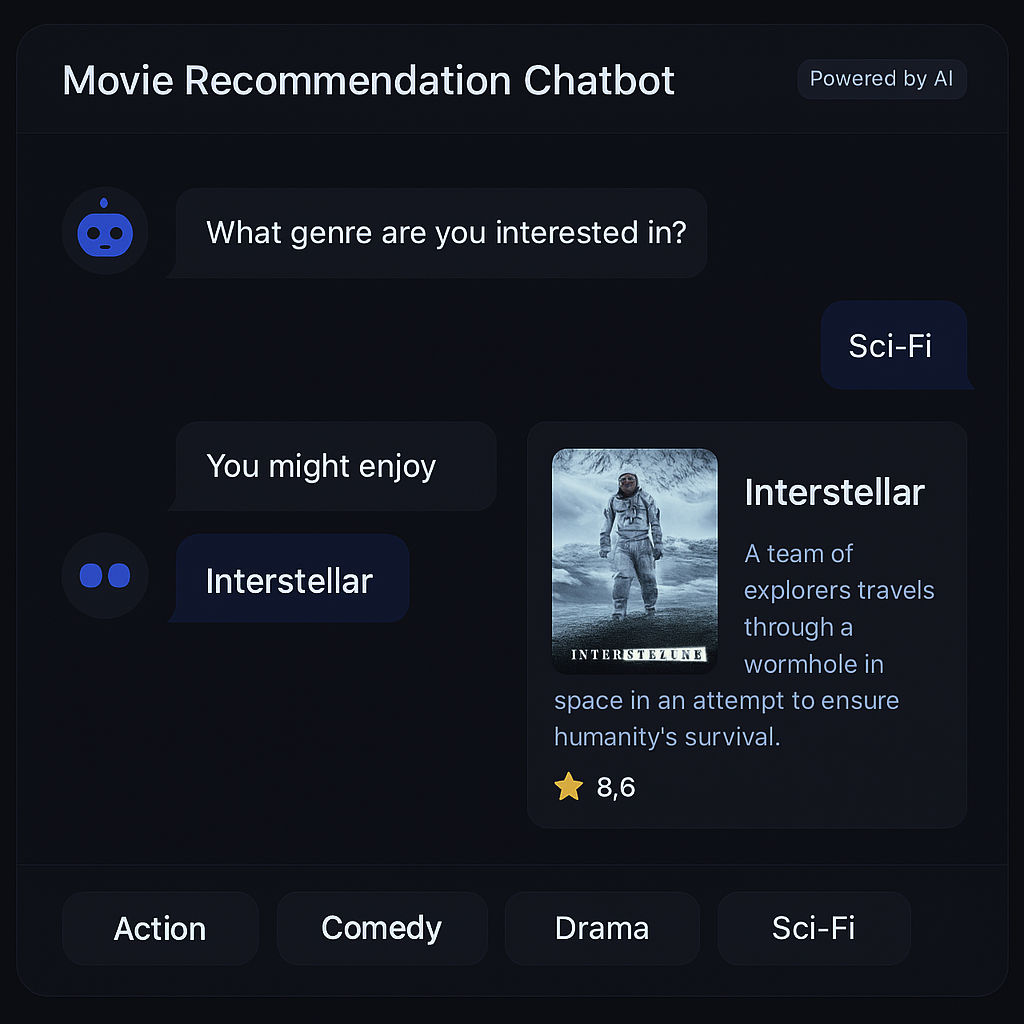 Movie Recommendation Chatbot
Powered by AI
What genre are you interested in?
Sci-Fi
You might enjoy
Interstellar
INTERSTEZUNE
Interstellar
A team of
explorers travels
through a
wormhole in
space in an attempt to ensure
humanity's survival.
8,6
Action
Comedy
Drama
Sci-Fi